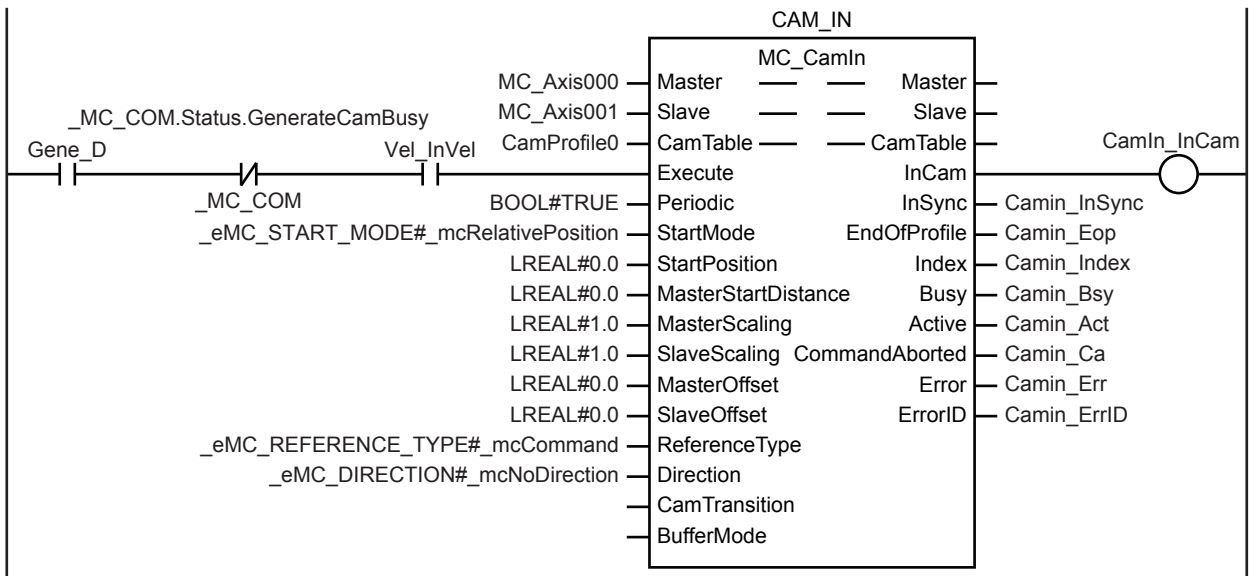 CAM_IN
MC_CamIn
MC_Axis000 Master Master
_MC_COM.Status.GenerateCamBusy MC_Axis001 Slave Slave
Gene_D Vel_InVel CamProfile0 CamTable CamTable CamIn_InCam
Execute InCam
_MC_COM BOOL#TRUE Periodic InSync Camin_InSync
_eMC_START_MODE#_mcRelativePosition StartMode EndOfProfile Camin_Eop
LREAL#0.0 StartPosition Index Camin_Index
LREAL#0.0 MasterStartDistance Busy Camin_Bsy
LREAL#1.0 MasterScaling Active Camin_Act
LREAL#1.0 SlaveScaling CommandAborted Camin_Ca
LREAL#0.0 MasterOffset Error Camin_Err
LREAL#0.0 SlaveOffset ErrorID Camin_ErrID
_eMC_REFERENCE_TYPE#_mcCommand ReferenceType
_eMC_DIRECTION#_mcNoDirection Direction
CamTransition
BufferMode